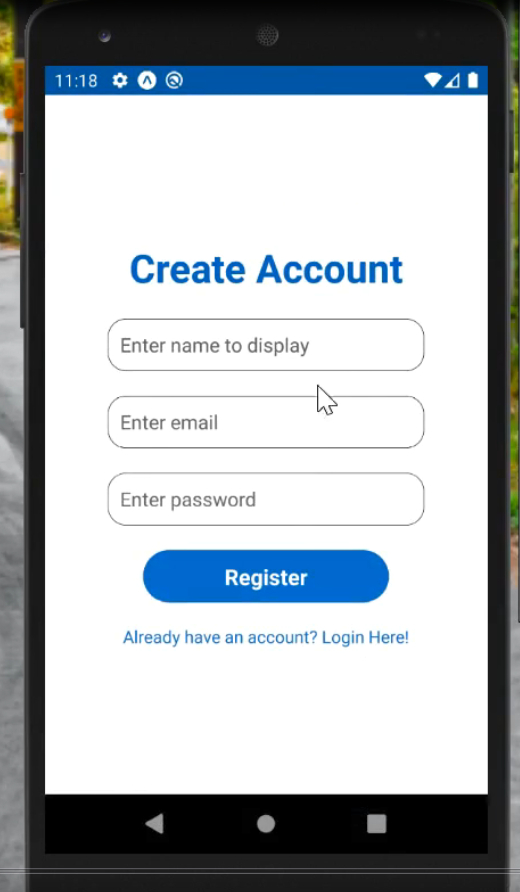 11:18
Create Account
Enter name to display
Enter email
Enter password
Register
Already have an account? Login Here!